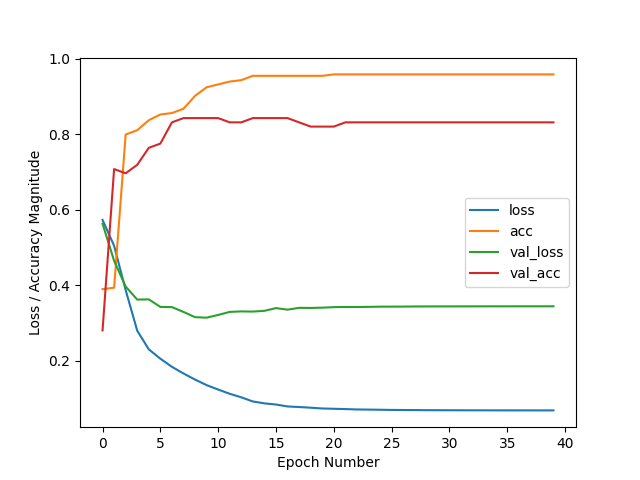 1.0
0.8
0.6
0.4
0.2
Loss / Accuracy Magnitude
loss
acc
val_loss
val_acc
0 5 10 15 20 25 30 35 40
Epoch Number